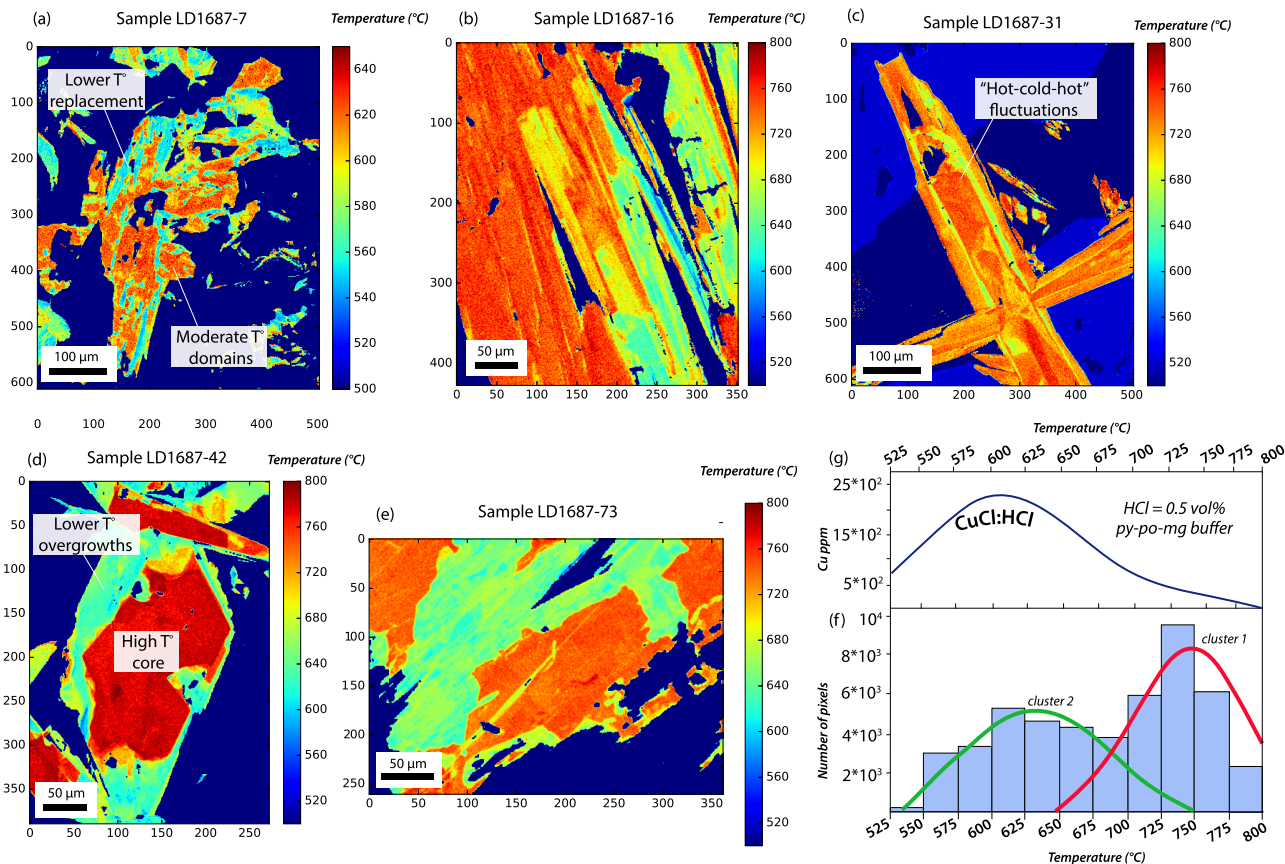 (a)
Sample LD1687-7
Temperature (°C)
Lower T°
replacement
Moderate T°
domains
100 µm
0
100
200
300
400
500
600
0 100 200 300 400 500
640
620
600
580
560
540
520
500
(b)
Sample LD1687-16
Temperature (°C)
0
50
100
150
200
250
300
350
400
50 µm
0 50 100 150 200 250 300 350
800
760
720
680
640
600
560
520
(c)
Sample LD1687-31
Temperature (°C)
"Hot-cold-hot"
fluctuations
0
100
200
300
400
500
600
100 µm
0 100 200 300 400 500
800
760
720
680
640
600
560
520
(d)
Sample LD1687-42
Temperature (°C)
Lower T°
overgrowths
High T°
core
0
50
100
150
200
250
300
350
50 µm
0 50 100 150 200 250
800
760
720
680
640
600
560
520
(e)
Sample LD1687-73
Temperature (°C)
0
50
100
150
200
250
50 µm
0 50 100 150 200 250 300 350
800
760
720
680
640
600
560
520
Temperature (°C)
525 550 575 600 625 650 675 700 725 750 775 800
(g)
Cu ppm
25*10²
15*10²
5*10²
CuCl:HCl
HCl = 0.5 vol%
py-po-mg buffer
(f)
Number of pixels
10⁴
8*10³
6*10³
4*10³
2*10³
cluster 1
cluster 2
525 550 575 600 625 650 675 700 725 750 775 800
Temperature (°C)